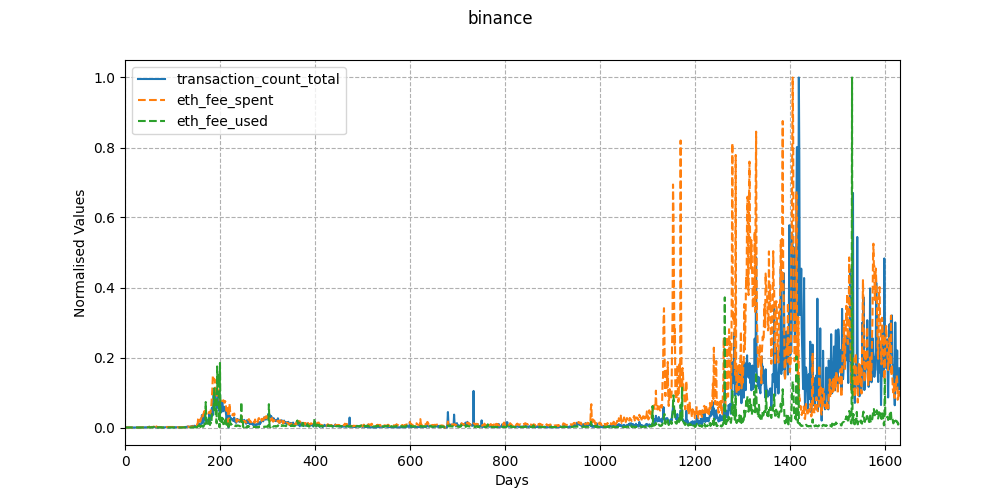 binance
transaction_count_total
eth_fee_spent
eth_fee_used
Normalised Values
1.0
0.8
0.6
0.4
0.2
0.0
0 200 400 600 800 1000 1200 1400 1600
Days